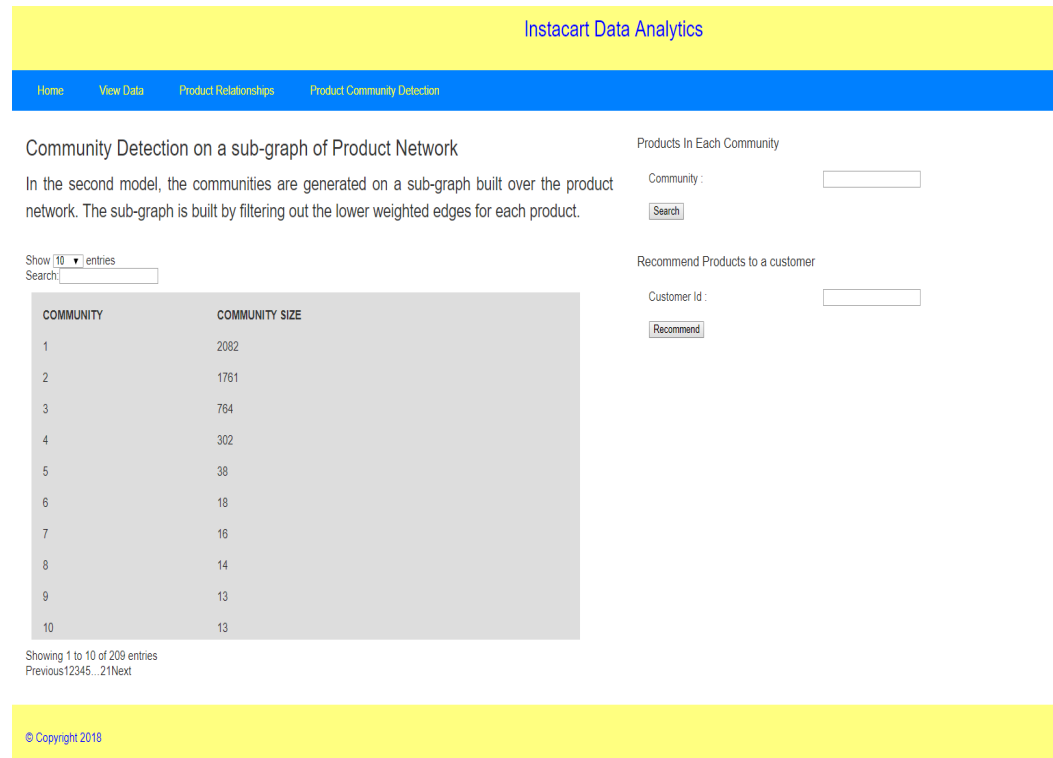 Instacart Data Analytics
Home View Data Product Relationships Product Community Detection
Community Detection on a sub-graph of Product Network
In the second model, the communities are generated on a sub-graph built over the product
network. The sub-graph is built by filtering out the lower weighted edges for each product.
Show 10 entries
Search:
COMMUNITY COMMUNITY SIZE
1 2082
2 1761
3 764
4 302
5 38
6 18
7 16
8 14
9 13
10 13
Showing 1 to 10 of 209 entries
Previous12345…21Next
Products In Each Community
Community :
Search
Recommend Products to a customer
Customer Id :
Recommend
© Copyright 2018